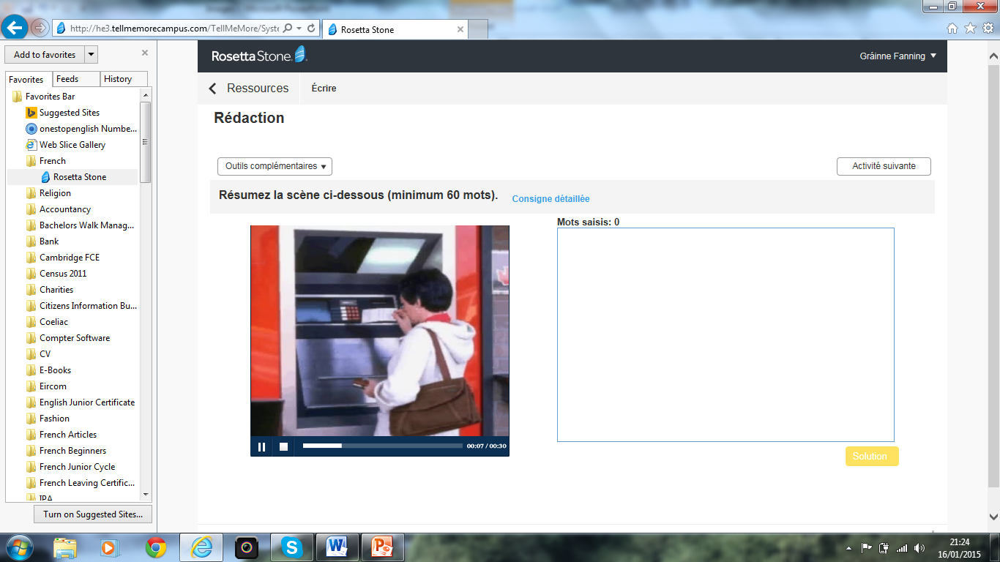 http://he3.tellmemorecampus.com/TellMeMore/Syste
Rosetta Stone
Add to favorites
Favorites
Feeds
History
Favorites Bar
Suggested Sites
onestopenglish Numbe...
Web Slice Gallery
French
Rosetta Stone
Religion
Accountancy
Bachelors Walk Manag...
Bank
Cambridge FCE
Census 2011
Charities
Citizens Information Bu...
Coeliac
Compter Software
CV
E-Books
Eircom
English Junior Certificate
Fashion
French Articles
French Beginners
French Junior Cycle
French Leaving Certific...
IPA
Turn on Suggested Sites...
RosettaStone
Gráinne Fanning
Ressources
Écrire
Rédaction
Outils complémentaires
Activité suivante
Résumez la scène ci-dessous (minimum 60 mots).
Consigne détaillée
Mots saisis: 0
00:07 / 00:30
Solution
21:24
16/01/2015